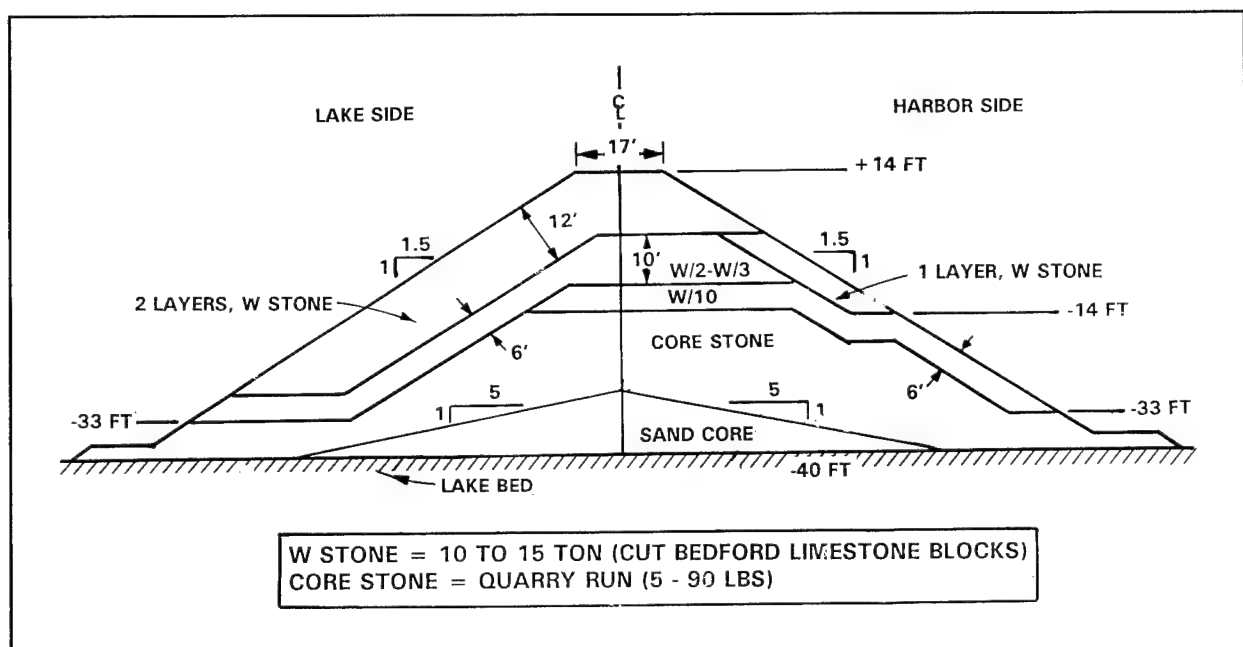 LAKE SIDE
℄
HARBOR SIDE
17'
+ 14 FT
12'
1.5
1
10'
1.5
1
W/2-W/3
1 LAYER, W STONE
2 LAYERS, W STONE
W/10
-14 FT
CORE STONE
6'
5
1
5
1
6'
-33 FT
-33 FT
SAND CORE
-40 FT
LAKE BED
W STONE = 10 TO 15 TON (CUT BEDFORD LIMESTONE BLOCKS)
CORE STONE = QUARRY RUN (5 - 90 LBS)